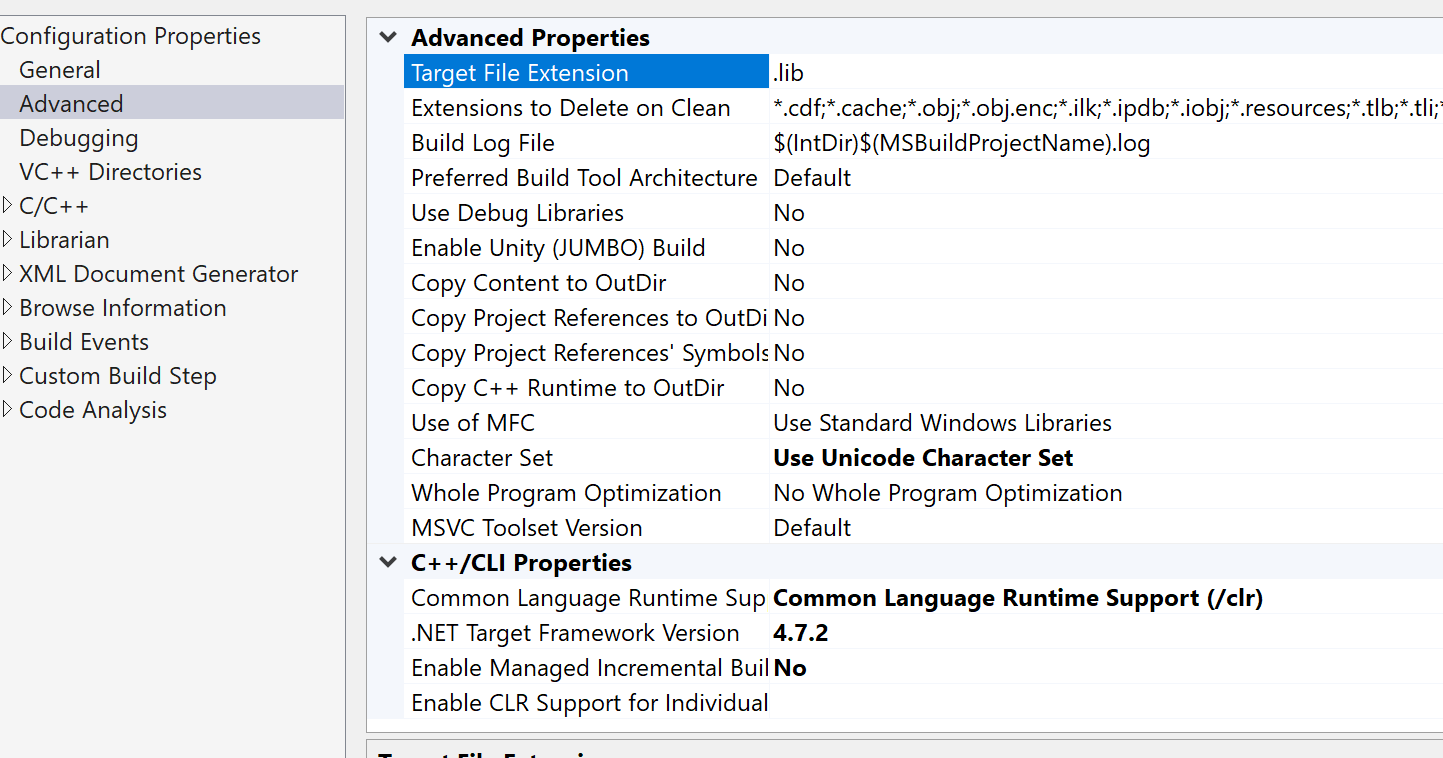 Configuration Properties
General
Advanced
Debugging
VC++ Directories
C/C++
Librarian
XML Document Generator
Browse Information
Build Events
Custom Build Step
Code Analysis
Advanced Properties
Target File Extension .lib
Extensions to Delete on Clean *.cdf;*.cache;*.obj;*.obj.enc;*.ilk;*.ipdb;*.iobj;*.resources;*.tlb;*.tli;*
Build Log File $(IntDir)$(MSBuildProjectName).log
Preferred Build Tool Architecture Default
Use Debug Libraries No
Enable Unity (JUMBO) Build No
Copy Content to OutDir No
Copy Project References to OutDi No
Copy Project References' Symbols No
Copy C++ Runtime to OutDir No
Use of MFC Use Standard Windows Libraries
Character Set Use Unicode Character Set
Whole Program Optimization No Whole Program Optimization
MSVC Toolset Version Default
C++/CLI Properties
Common Language Runtime Sup Common Language Runtime Support (/clr)
.NET Target Framework Version 4.7.2
Enable Managed Incremental Buil No
Enable CLR Support for Individual